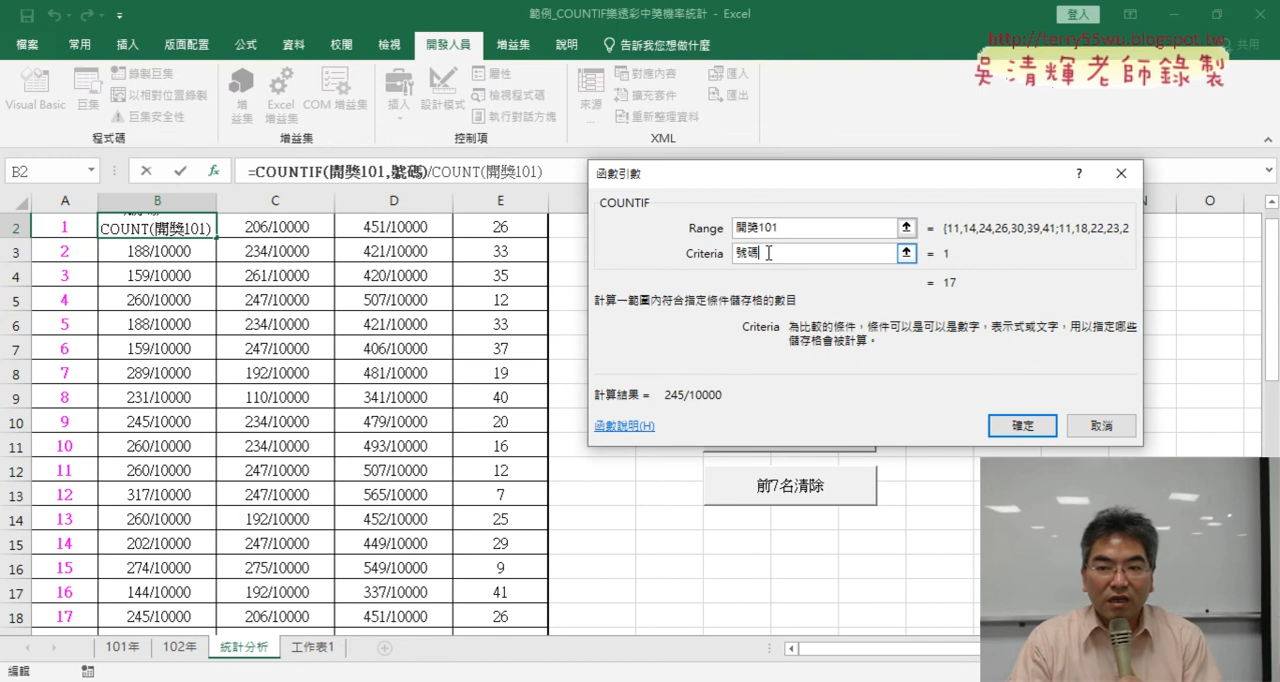 範例_COUNTIF樂透彩中獎機率統計 - Excel
登入
檔案 常用 插入 版面配置 公式 資料 校閱 檢視 開發人員 增益集 說明 告訴我您想做什麼 共用
http://terry55wu.blogspot.tw
吳清輝老師錄製
Visual Basic 巨集 錄製巨集 以相對位置錄製 巨集安全性 程式碼
增益集 Excel 增益集 COM 增益集 增益集
插入 設計模式 屬性 檢視程式碼 執行對話方塊 控制項
來源 對應內容 擴充套件 重新整理資料 匯入 匯出 XML
B2 fx =COUNTIF(開獎101,號碼)/COUNT(開獎101)
A B C D E N O
2 1 COUNT(開獎101) 206/10000 451/10000 26
3 2 188/10000 234/10000 421/10000 33
4 3 159/10000 261/10000 420/10000 35
5 4 260/10000 247/10000 507/10000 12
6 5 188/10000 234/10000 421/10000 33
7 6 159/10000 247/10000 406/10000 37
8 7 289/10000 192/10000 481/10000 19
9 8 231/10000 110/10000 341/10000 40
10 9 245/10000 234/10000 479/10000 20
11 10 260/10000 234/10000 493/10000 16
12 11 260/10000 247/10000 507/10000 12
13 12 317/10000 247/10000 565/10000 7
14 13 260/10000 192/10000 452/10000 25
15 14 202/10000 247/10000 449/10000 29
16 15 274/10000 275/10000 549/10000 9
17 16 144/10000 192/10000 337/10000 41
18 17 245/10000 206/10000 451/10000 26
函數引數 ?
COUNTIF
Range 開獎101 = {11,14,24,26,30,39,41;11,18,22,23,2
Criteria 號碼 = 1
= 17
計算一範圍內符合指定條件儲存格的數目
Criteria 為比較的條件，條件可以是可以是數字，表示式或文字，用以指定哪些
儲存格會被計算。
計算結果 = 245/10000
函數說明(H) 確定 取消
前7名清除
101年 102年 統計分析 工作表1
編輯